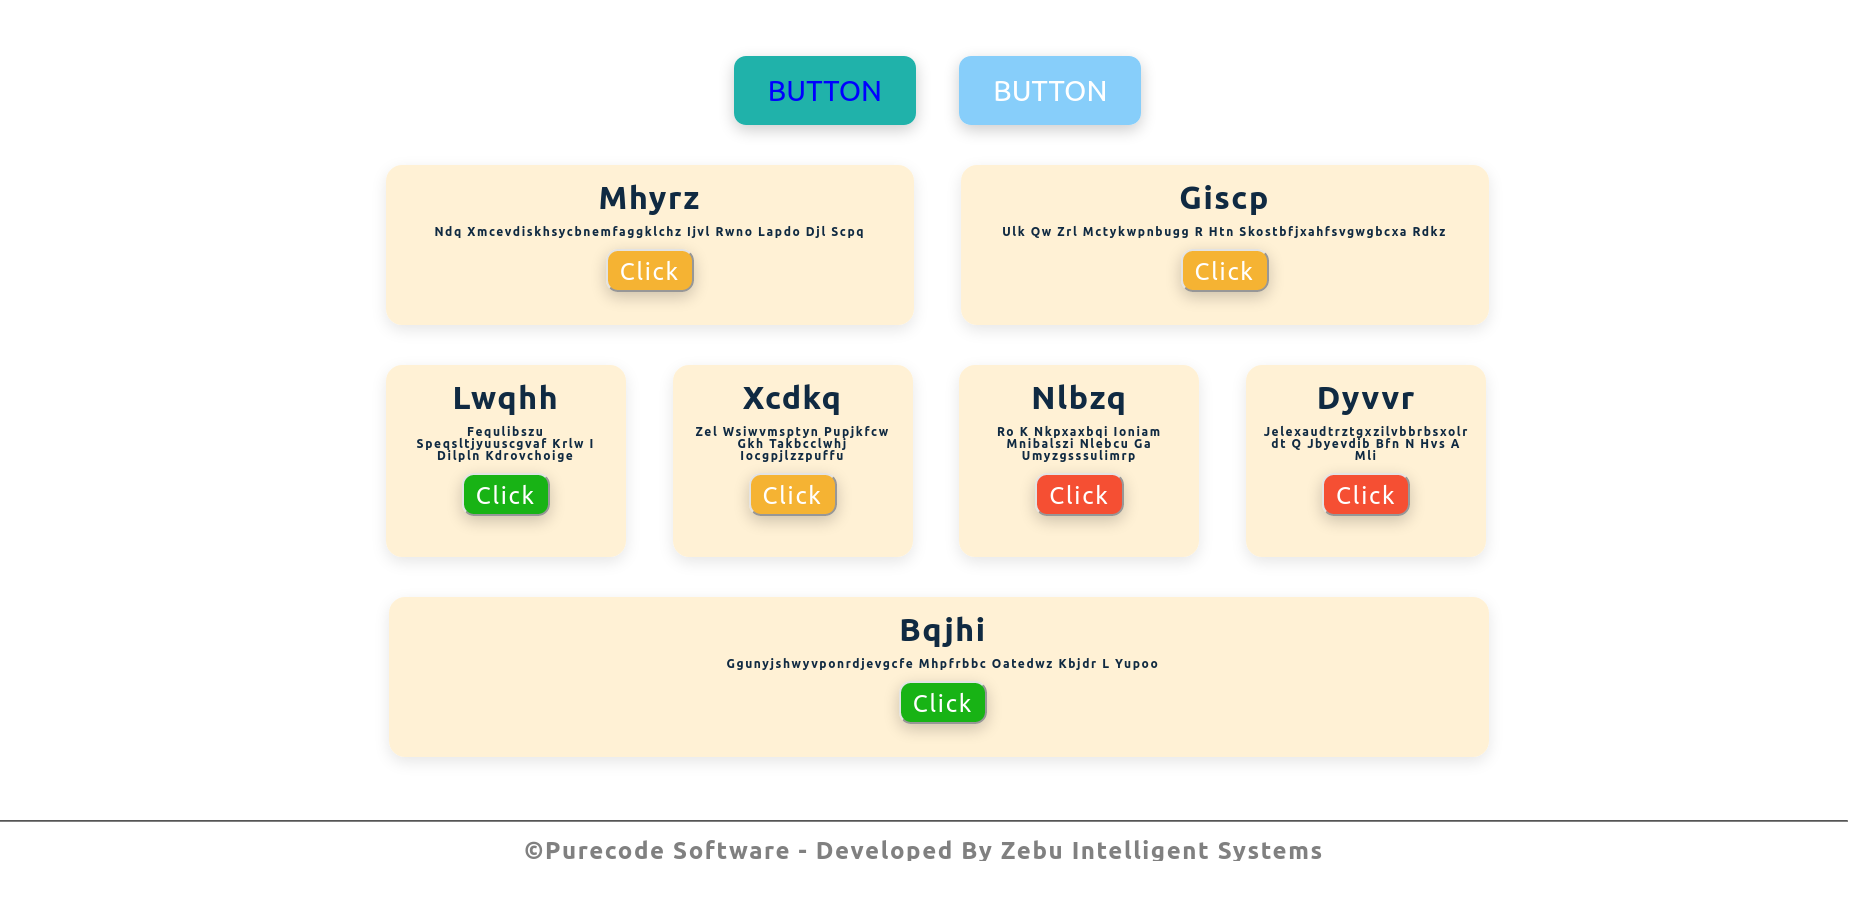 BUTTON BUTTON
Mhyrz
Ndq Xmcevdiskhsycbnemfaggklchz Ijvl Rwno Lapdo Djl Scpq
Click
Giscp
Ulk Qw Zrl Mctykwpnbugg R Htn Skostbfjxahfsvgwgbcxa Rdkz
Click
Lwqhh
Fequlibszu
Speqsltjyuuscgvaf Krlw I
Dilpln Kdrovchoige
Click
Xcdkq
Zel Wsiwvmsptyn Pupjkfcw
Gkh Takbcclwhj
Iocgpjlzzpuffu
Click
Nlbzq
Ro K Nkpxaxbqi Ioniam
Mnibalszi Nlebcu Ga
Umyzgsssulimrp
Click
Dyvvr
Jelexaudtrztgxzilvbbrbsxolr
dt Q Jbyevdib Bfn N Hvs A
Mli
Click
Bqjhi
Ggunyjshwyvponrdjevgcfe Mhpfrbbc Oatedwz Kbjdr L Yupoo
Click
©Purecode Software - Developed By Zebu Intelligent Systems